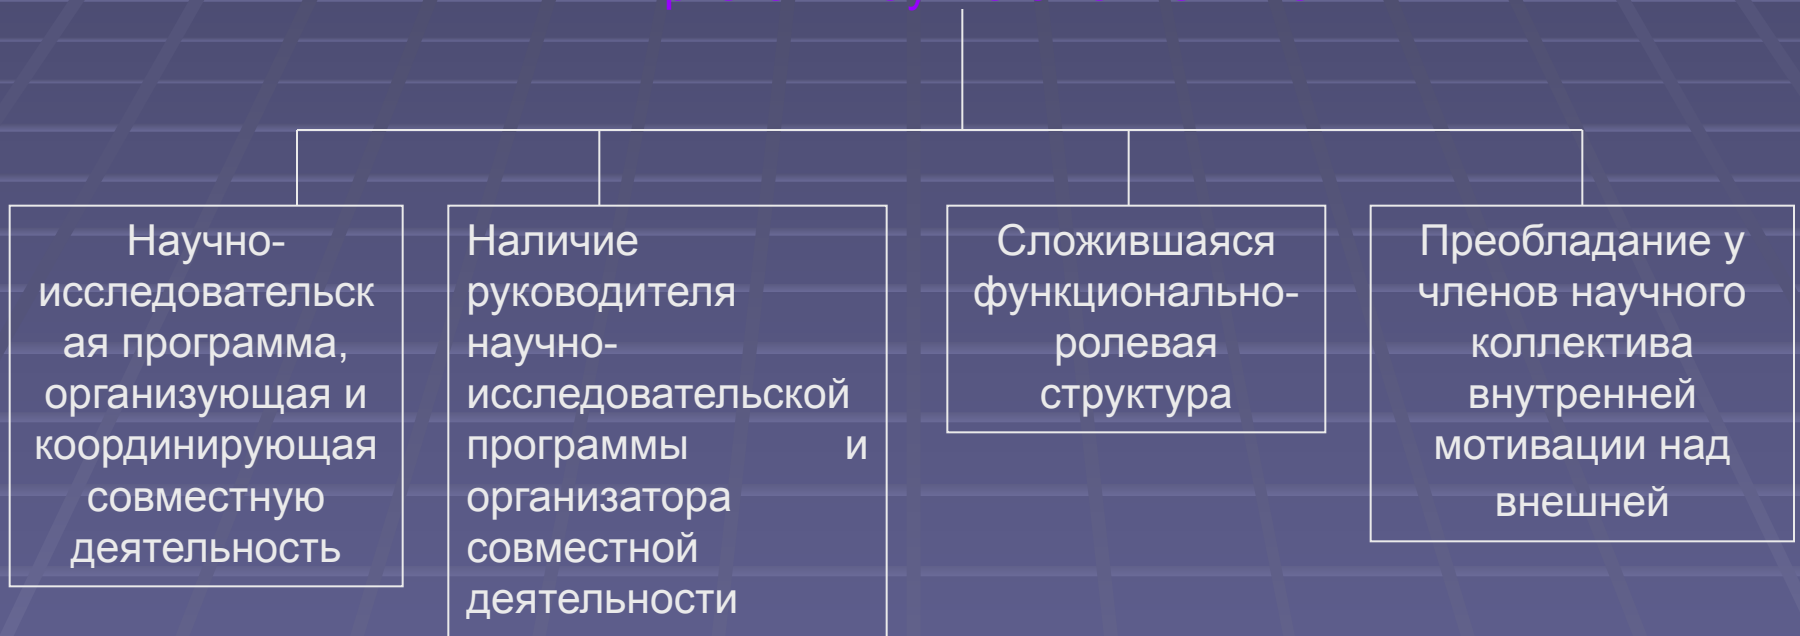 Научно-
исследовательск
ая программа,
организующая и
координирующая
совместную
деятельность
Наличие
руководителя
научно-
исследовательской
программы и
организатора
совместной
деятельности
Сложившаяся
функционально-
ролевая
структура
Преобладание у
членов научного
коллектива
внутренней
мотивации над
внешней